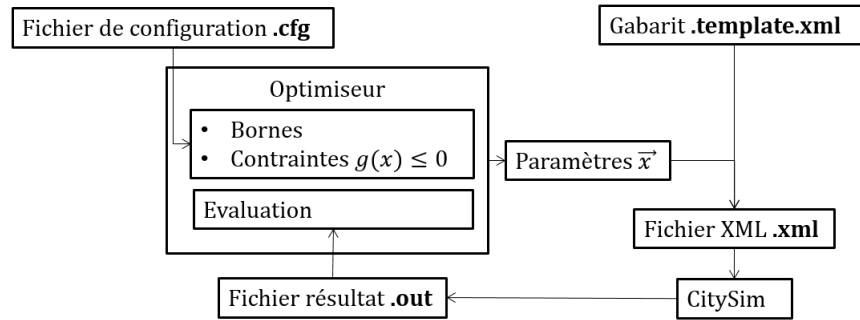 Fichier de configuration .cfg
Gabarit .template.xml
Optimiseur
• Bornes
• Contraintes g(x) ≤ 0
Paramètres x⃗
Evaluation
Fichier XML .xml
Fichier résultat .out
CitySim